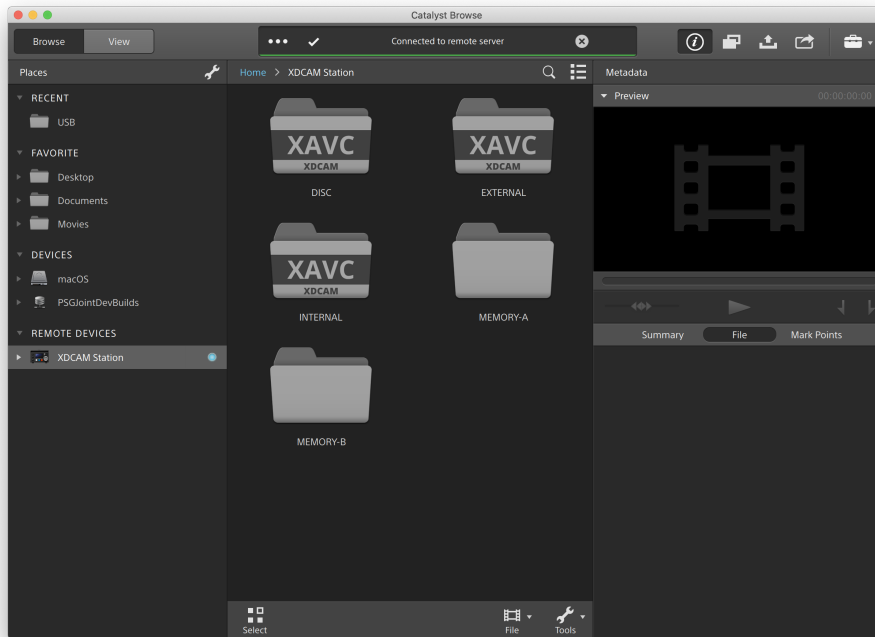 Catalyst Browse
Browse
View
Connected to remote server
Places
Home > XDCAM Station
Metadata
RECENT
USB
FAVORITE
Desktop
Documents
Movies
DEVICES
macOS
PSGJointDevBuilds
REMOTE DEVICES
XDCAM Station
XAVC
XDCAM
DISC
XAVC
XDCAM
EXTERNAL
XAVC
XDCAM
INTERNAL
MEMORY-A
MEMORY-B
Preview
00:00:00:00
Summary
File
Mark Points
Select
File
Tools